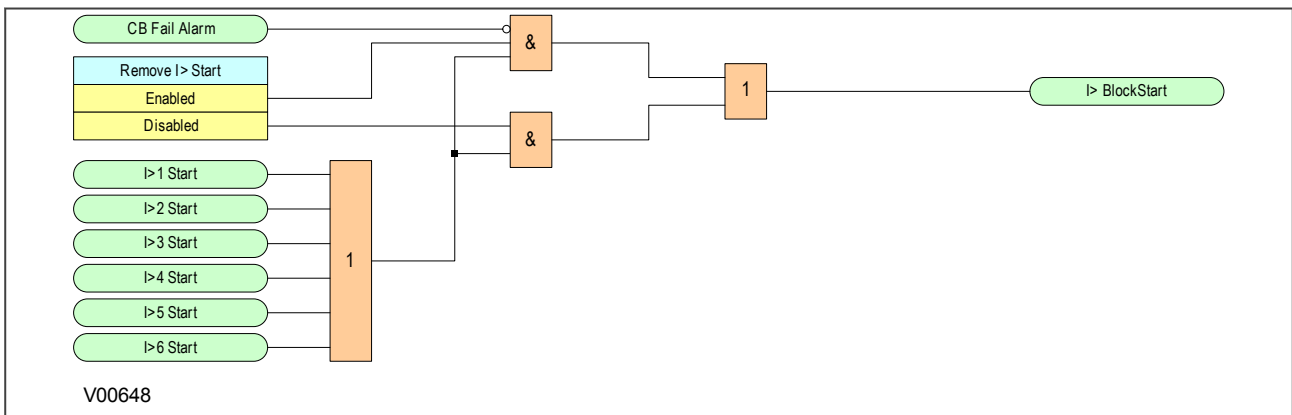 CB Fail Alarm
&
Remove I> Start
Enabled
1
I> BlockStart
Disabled
&
I>1 Start
I>2 Start
I>3 Start
1
I>4 Start
I>5 Start
I>6 Start
V00648